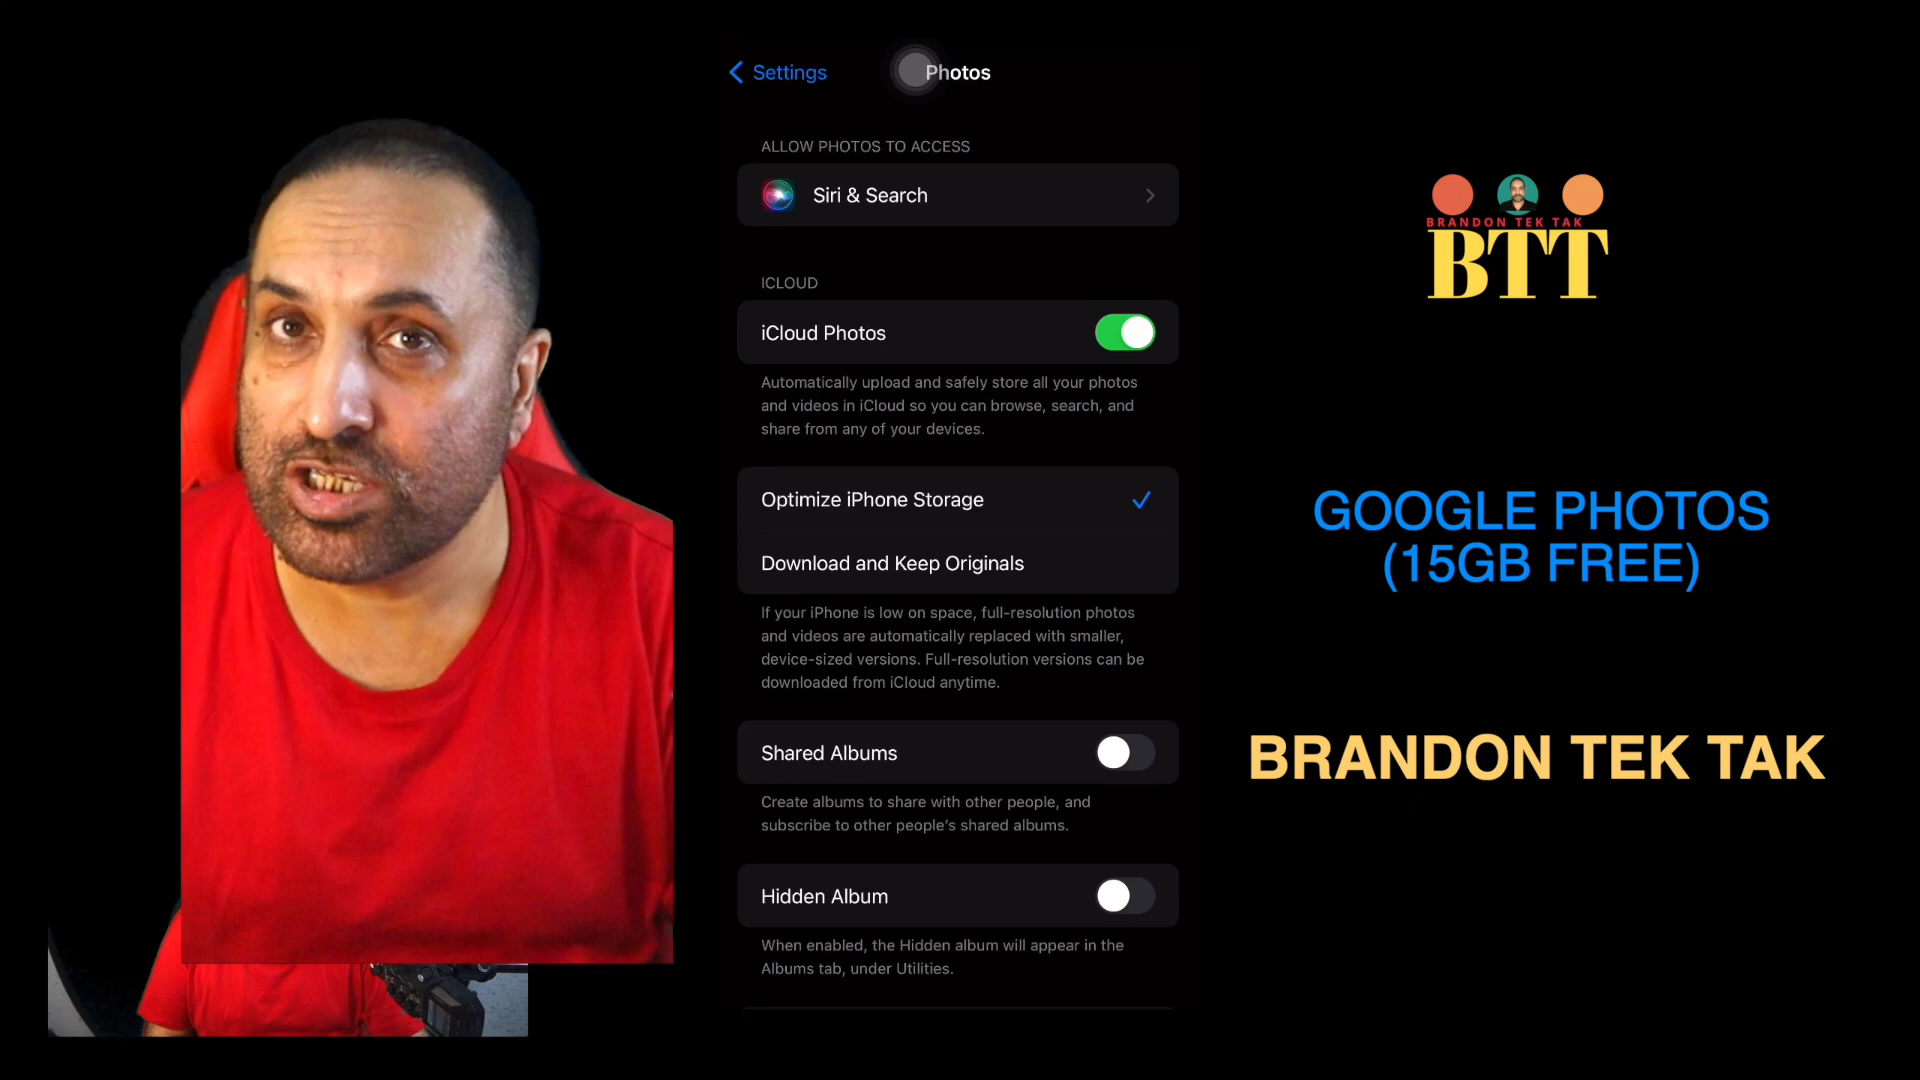 Settings
Photos
ALLOW PHOTOS TO ACCESS
Siri & Search
ICLOUD
iCloud Photos
Automatically upload and safely store all your photos
and videos in iCloud so you can browse, search, and
share from any of your devices.
Optimize iPhone Storage
Download and Keep Originals
If your iPhone is low on space, full-resolution photos
and videos are automatically replaced with smaller,
device-sized versions. Full-resolution versions can be
downloaded from iCloud anytime.
Shared Albums
Create albums to share with other people, and
subscribe to other people's shared albums.
Hidden Album
When enabled, the Hidden album will appear in the
Albums tab, under Utilities.
BRANDON TEK TAK
BTT
GOOGLE PHOTOS
(15GB FREE)
BRANDON TEK TAK